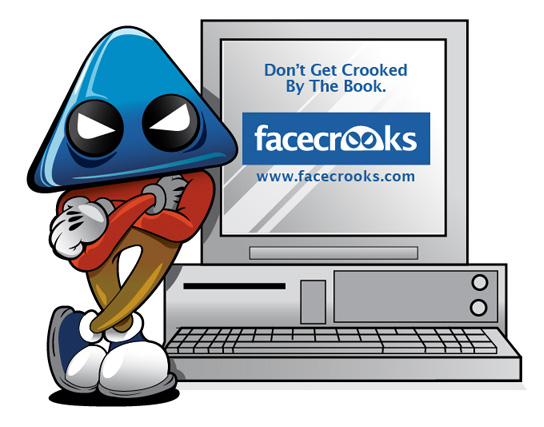 Don't Get Crooked
By The Book.
facecrooks
www.facecrooks.com